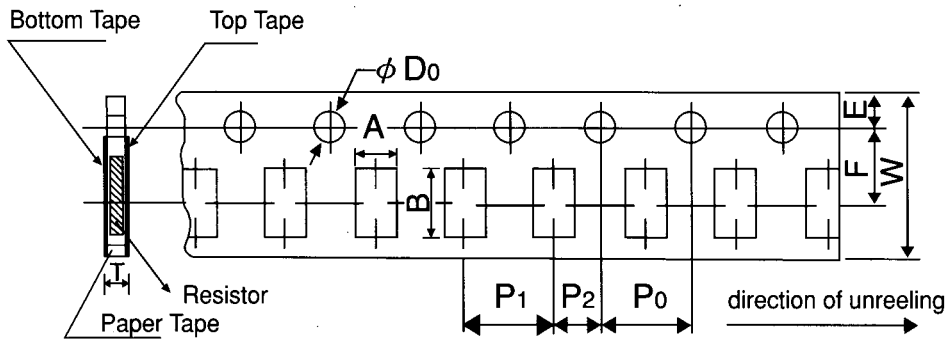 Bottom Tape
Top Tape
φ D0
A
B
E
F
W
T
Resistor
Paper Tape
P1
P2
P0
direction of unreeling